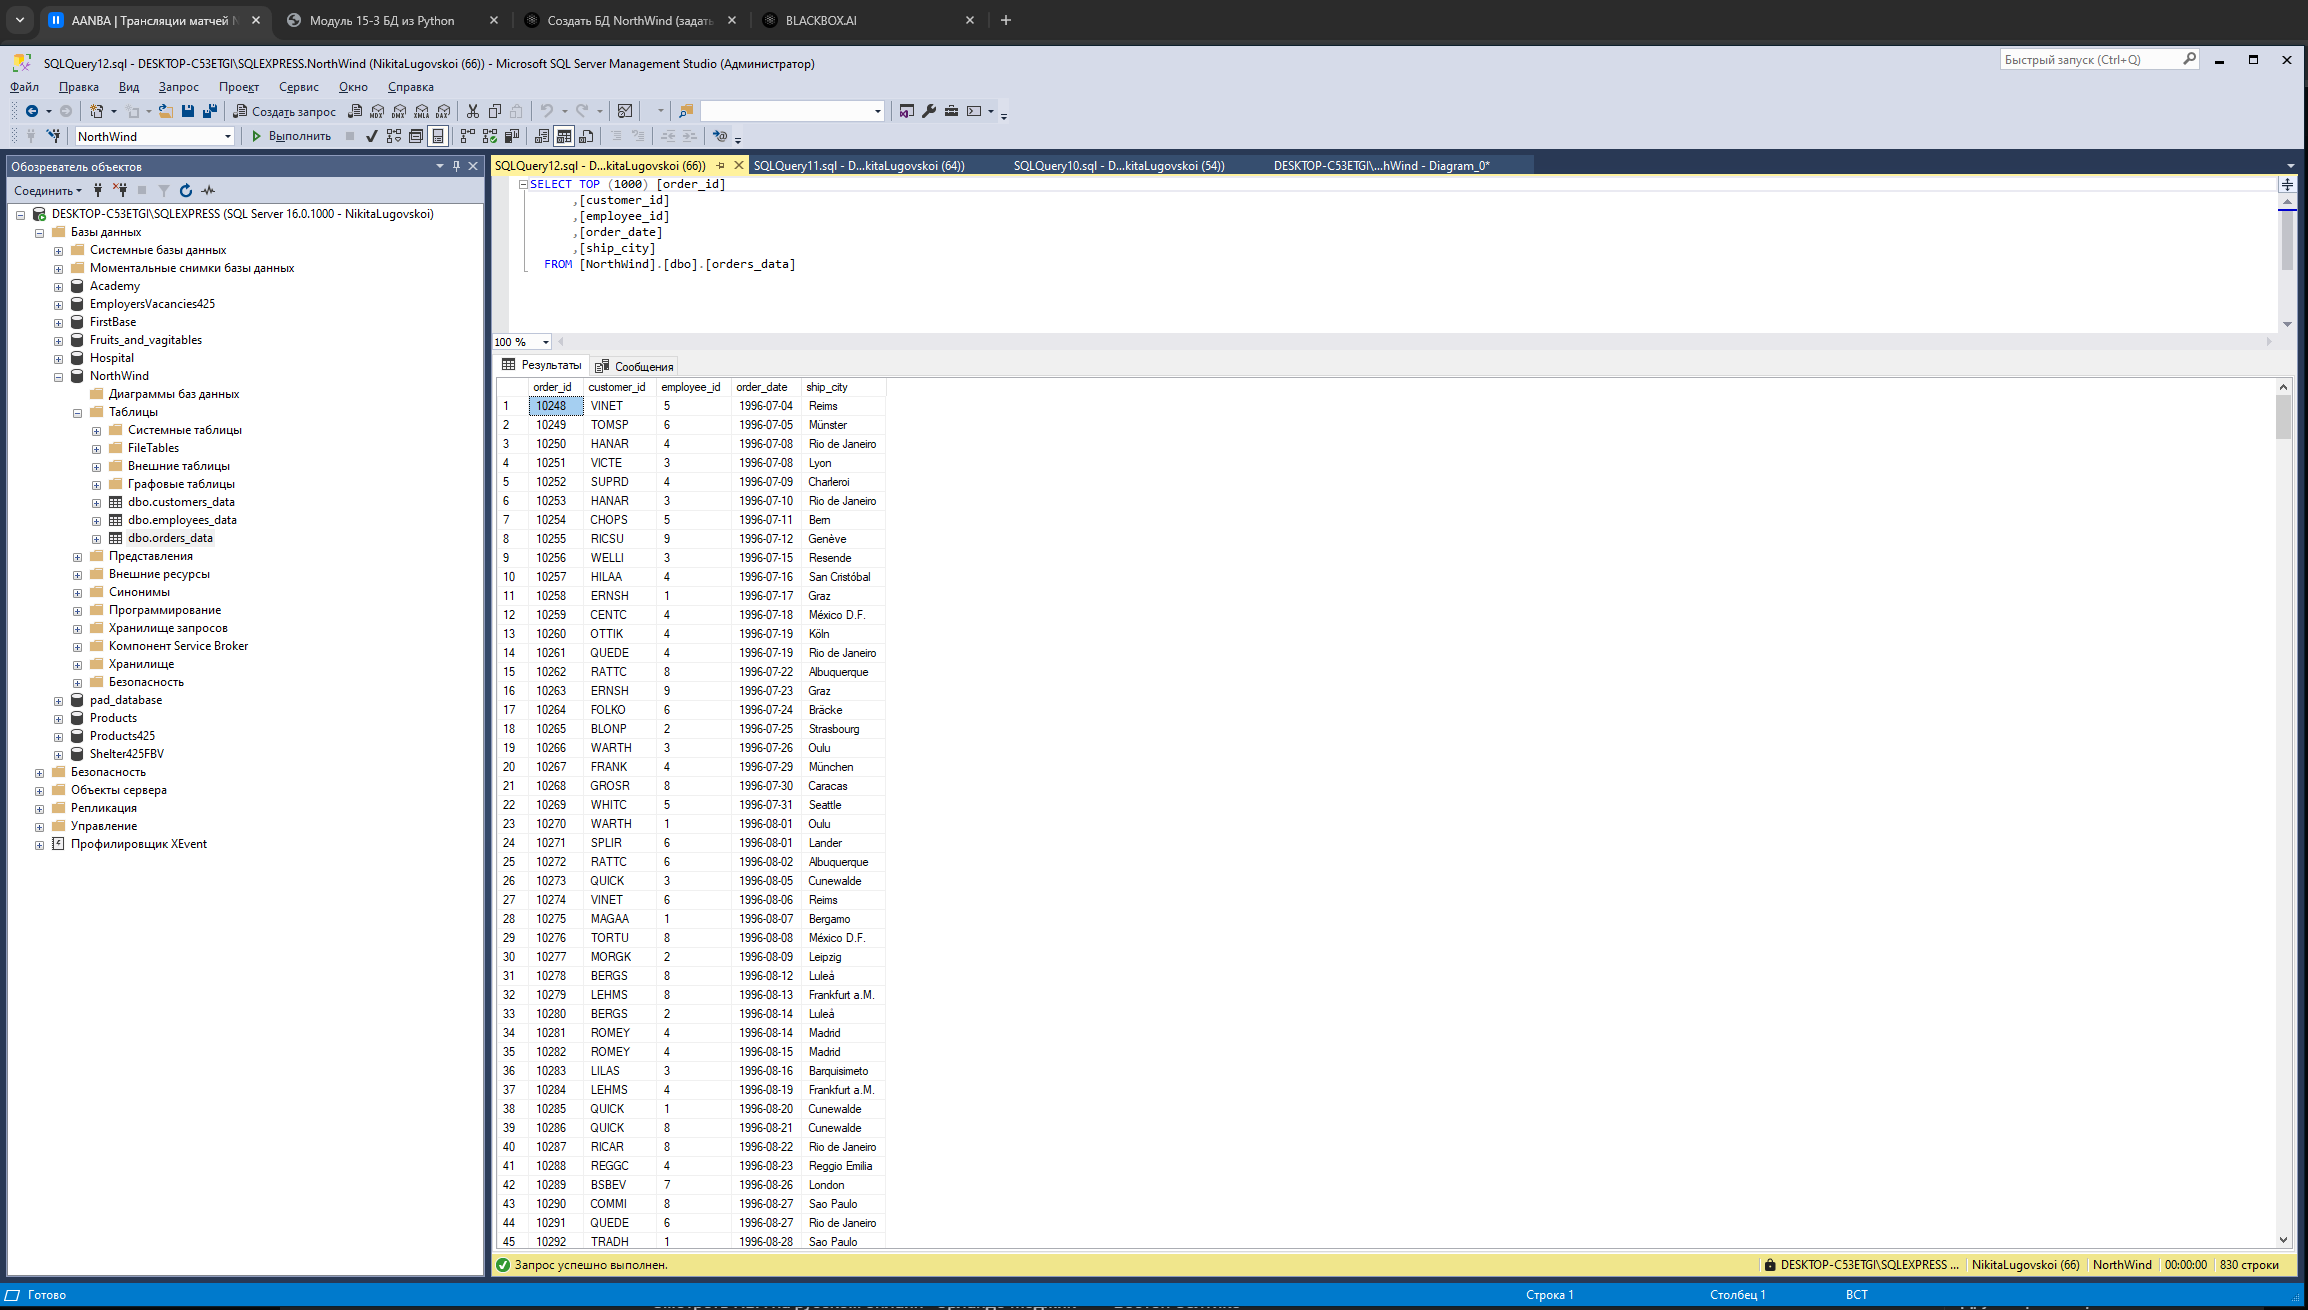 AANBA | Трансляции матчей N
Модуль 15-3 БД из Python
Создать БД NorthWind (задать
BLACKBOX.AI
SQLQuery12.sql - DESKTOP-C53ETGI\SQLEXPRESS.NorthWind (NikitaLugovskoi (66)) - Microsoft SQL Server Management Studio (Администратор)
Быстрый запуск (Ctrl+Q)
Файл Правка Вид Запрос Проект Сервис Окно Справка
Создать запрос
NorthWind
Выполнить
Обозреватель объектов
SQLQuery12.sql - D...kitaLugovskoi (66))
SQLQuery11.sql - D...kitaLugovskoi (64))
SQLQuery10.sql - D...kitaLugovskoi (54))
DESKTOP-C53ETGI\...hWind - Diagram_0*
Соединить
DESKTOP-C53ETGI\SQLEXPRESS (SQL Server 16.0.1000 - NikitaLugovskoi)
Базы данных
Системные базы данных
Моментальные снимки базы данных
Academy
EmployersVacancies425
FirstBase
Fruits_and_vagitables
Hospital
NorthWind
Диаграммы баз данных
Таблицы
Системные таблицы
FileTables
Внешние таблицы
Графовые таблицы
dbo.customers_data
dbo.employees_data
dbo.orders_data
Представления
Внешние ресурсы
Синонимы
Программирование
Хранилище запросов
Компонент Service Broker
Хранилище
Безопасность
pad_database
Products
Products425
Shelter425FBV
Безопасность
Объекты сервера
Репликация
Управление
Профилировщик XEvent
SELECT TOP (1000) [order_id]
,[customer_id]
,[employee_id]
,[order_date]
,[ship_city]
FROM [NorthWind].[dbo].[orders_data]
100 %
Результаты Сообщения
order_id customer_id employee_id order_date ship_city
1 10248 VINET 5 1996-07-04 Reims
2 10249 TOMSP 6 1996-07-05 Münster
3 10250 HANAR 4 1996-07-08 Rio de Janeiro
4 10251 VICTE 3 1996-07-08 Lyon
5 10252 SUPRD 4 1996-07-09 Charleroi
6 10253 HANAR 3 1996-07-10 Rio de Janeiro
7 10254 CHOPS 5 1996-07-11 Bern
8 10255 RICSU 9 1996-07-12 Genève
9 10256 WELLI 3 1996-07-15 Resende
10 10257 HILAA 4 1996-07-16 San Cristóbal
11 10258 ERNSH 1 1996-07-17 Graz
12 10259 CENTC 4 1996-07-18 México D.F.
13 10260 OTTIK 4 1996-07-19 Köln
14 10261 QUEDE 4 1996-07-19 Rio de Janeiro
15 10262 RATTC 8 1996-07-22 Albuquerque
16 10263 ERNSH 9 1996-07-23 Graz
17 10264 FOLKO 6 1996-07-24 Bräcke
18 10265 BLONP 2 1996-07-25 Strasbourg
19 10266 WARTH 3 1996-07-26 Oulu
20 10267 FRANK 4 1996-07-29 München
21 10268 GROSR 8 1996-07-30 Caracas
22 10269 WHITC 5 1996-07-31 Seattle
23 10270 WARTH 1 1996-08-01 Oulu
24 10271 SPLIR 6 1996-08-01 Lander
25 10272 RATTC 6 1996-08-02 Albuquerque
26 10273 QUICK 3 1996-08-05 Cunewalde
27 10274 VINET 6 1996-08-06 Reims
28 10275 MAGAA 1 1996-08-07 Bergamo
29 10276 TORTU 8 1996-08-08 México D.F.
30 10277 MORGK 2 1996-08-09 Leipzig
31 10278 BERGS 8 1996-08-12 Luleå
32 10279 LEHMS 8 1996-08-13 Frankfurt a.M.
33 10280 BERGS 2 1996-08-14 Luleå
34 10281 ROMEY 4 1996-08-14 Madrid
35 10282 ROMEY 4 1996-08-15 Madrid
36 10283 LILAS 3 1996-08-16 Barquisimeto
37 10284 LEHMS 4 1996-08-19 Frankfurt a.M.
38 10285 QUICK 1 1996-08-20 Cunewalde
39 10286 QUICK 8 1996-08-21 Cunewalde
40 10287 RICAR 8 1996-08-22 Rio de Janeiro
41 10288 REGGC 4 1996-08-23 Reggio Emilia
42 10289 BSBEV 7 1996-08-26 London
43 10290 COMMI 8 1996-08-27 Sao Paulo
44 10291 QUEDE 6 1996-08-27 Rio de Janeiro
45 10292 TRADH 1 1996-08-28 Sao Paulo
Запрос успешно выполнен.
DESKTOP-C53ETGI\SQLEXPRESS ... NikitaLugovskoi (66) NorthWind 00:00:00 830 строки
Готово
Строка 1 Столбец 1 ВСТ